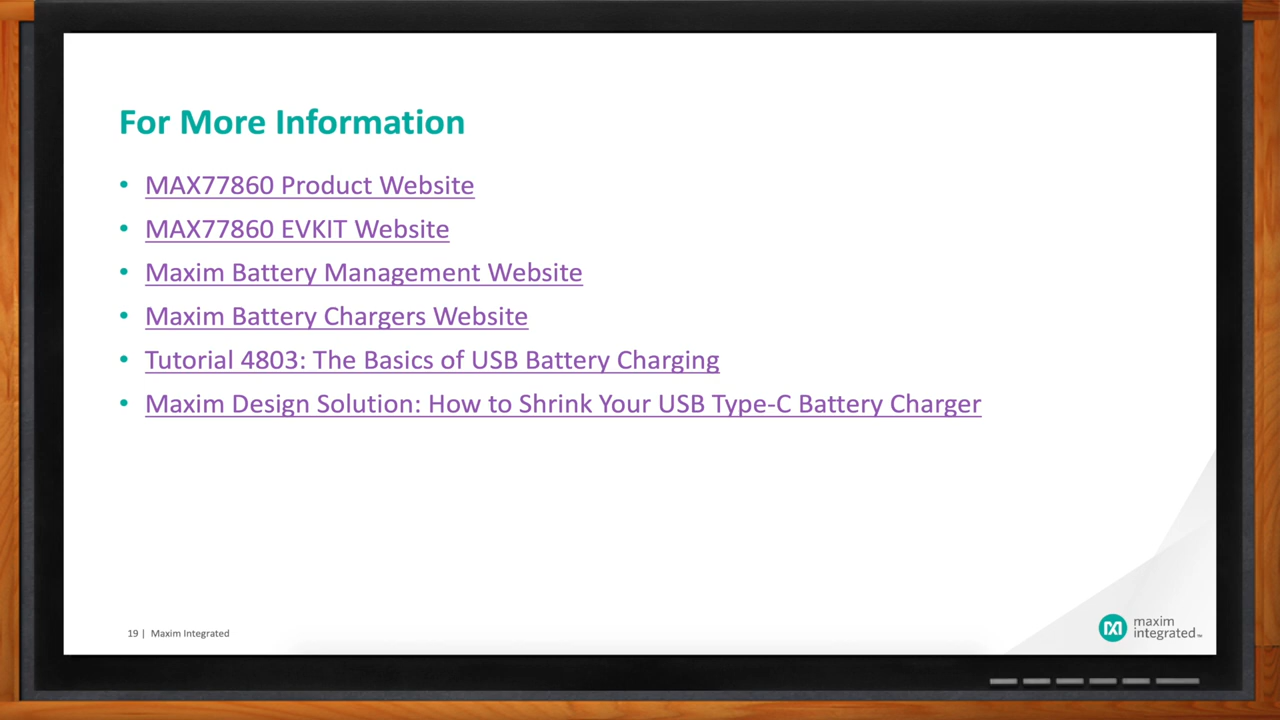 For More Information
• MAX77860 Product Website
• MAX77860 EVKIT Website
• Maxim Battery Management Website
• Maxim Battery Chargers Website
• Tutorial 4803: The Basics of USB Battery Charging
• Maxim Design Solution: How to Shrink Your USB Type-C Battery Charger
19 | Maxim Integrated
maxim
integrated™